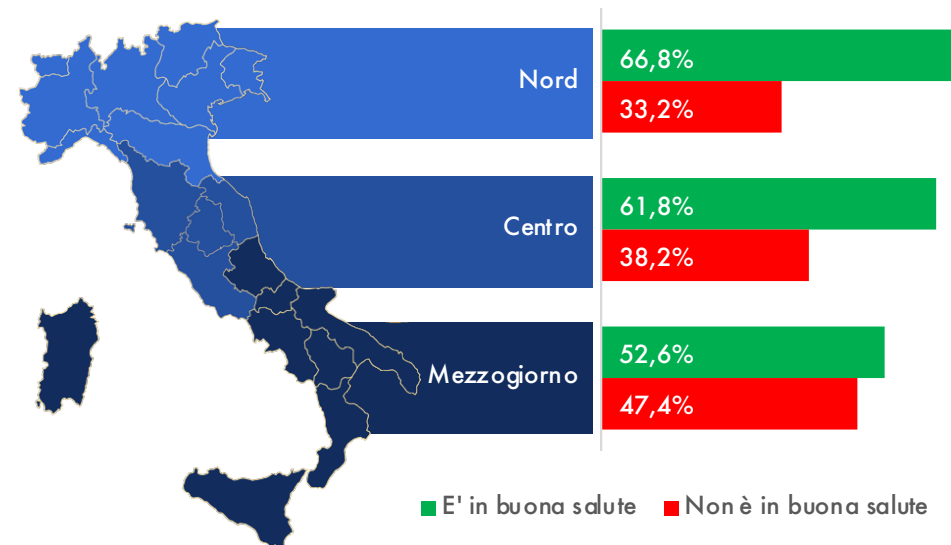 Nord
66,8%
33,2%
Centro
61,8%
38,2%
Mezzogiorno
52,6%
47,4%
E' in buona salute
Non è in buona salute